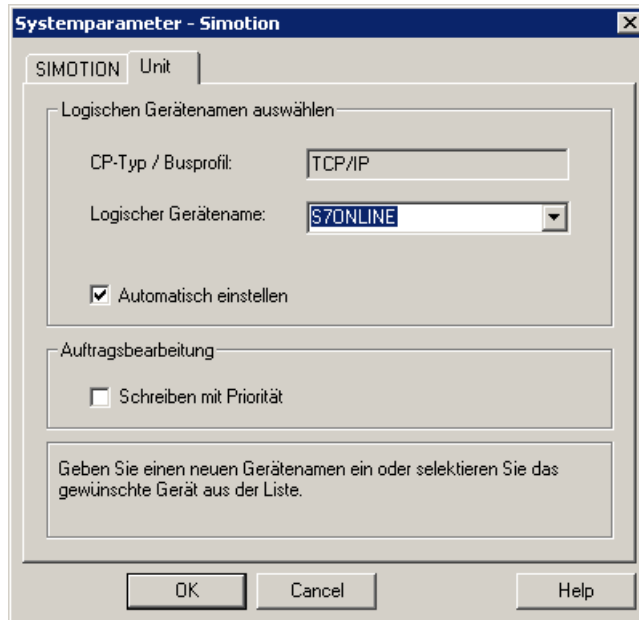 Systemparameter - Simotion
SIMOTION Unit
Logischen Gerätenamen auswählen
CP-Typ / Busprofil: TCP/IP
Logischer Gerätename: S7ONLINE
Automatisch einstellen
Auftragsbearbeitung
Schreiben mit Priorität
Geben Sie einen neuen Gerätenamen ein oder selektieren Sie das
gewünschte Gerät aus der Liste.
OK Cancel Help